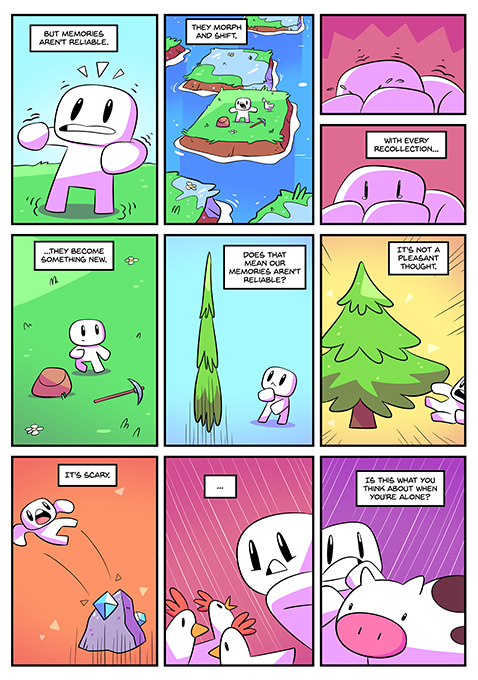 BUT MEMORIES
AREN'T RELIABLE.
THEY MORPH
AND SHIFT.
WITH EVERY
RECOLLECTION...
...THEY BECOME
SOMETHING NEW.
DOES THAT
MEAN OUR
MEMORIES AREN'T
RELIABLE?
IT'S NOT A
PLEASANT
THOUGHT.
IT'S SCARY.
...
IS THIS WHAT YOU
THINK ABOUT WHEN
YOU'RE ALONE?